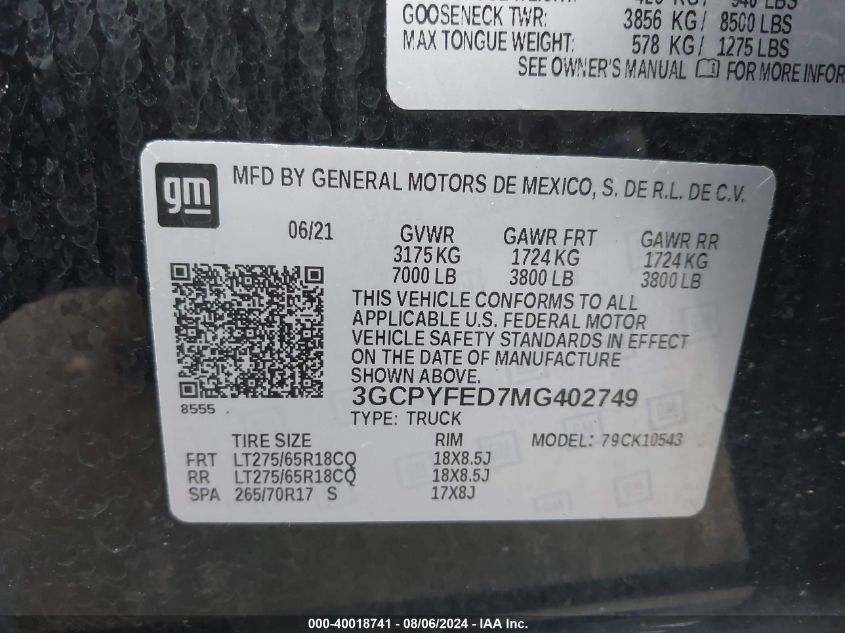 KG/ 940 LBS
GOOSENECK TWR: 3856 KG/ 8500 LBS
MAX TONGUE WEIGHT: 578 KG/ 1275 LBS
SEE OWNER'S MANUAL FOR MORE INFOR
gm
MFD BY GENERAL MOTORS DE MEXICO, S. DE R.L. DE C.V.
06/21 GVWR GAWR FRT GAWR RR
3175 KG 1724 KG 1724 KG
7000 LB 3800 LB 3800 LB
THIS VEHICLE CONFORMS TO ALL
APPLICABLE U.S. FEDERAL MOTOR
VEHICLE SAFETY STANDARDS IN EFFECT
ON THE DATE OF MANUFACTURE
SHOWN ABOVE.
3GCPYFED7MG402749
8555
TYPE: TRUCK
TIRE SIZE RIM MODEL: 79CK10543
FRT LT275/65R18CQ 18X8.5J
RR LT275/65R18CQ 18X8.5J
SPA 265/70R17 S 17X8J
000-40018741 - 08/06/2024 - IAA Inc.